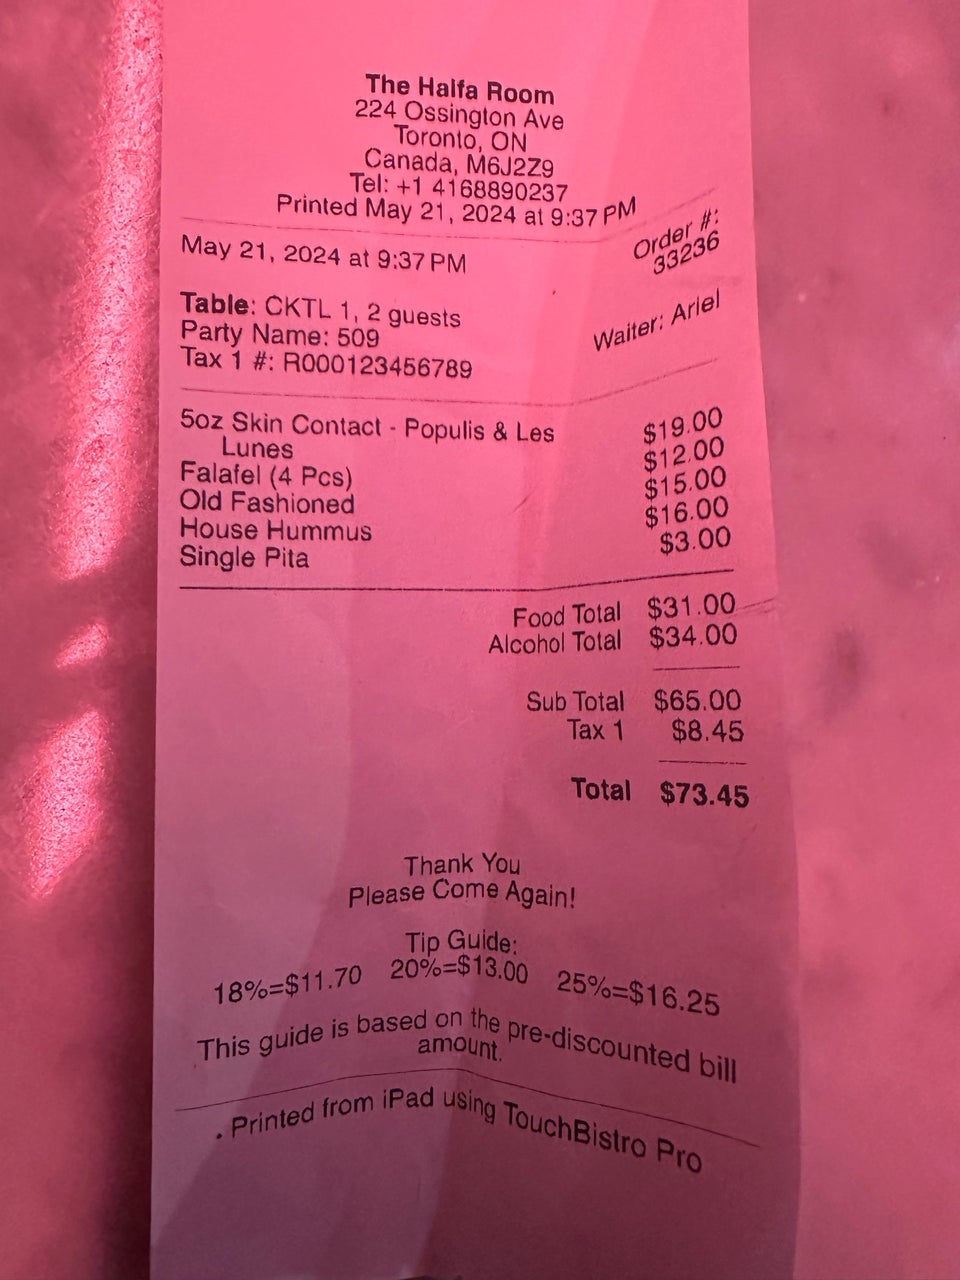 The Haifa Room
224 Ossington Ave
Toronto, ON
Canada, M6J2Z9
Tel: +1 4168890237
Printed May 21, 2024 at 9:37 PM
May 21, 2024 at 9:37 PM
Order #:
33236
Table: CKTL 1, 2 guests
Party Name: 509
Tax 1 #: R000123456789
Waiter: Ariel
5oz Skin Contact - Populis & Les $19.00
Lunes
Falafel (4 Pcs) $12.00
Old Fashioned $15.00
House Hummus $16.00
Single Pita $3.00
Food Total $31.00
Alcohol Total $34.00
Sub Total $65.00
Tax 1 $8.45
Total $73.45
Thank You
Please Come Again!
Tip Guide:
18%=$11.70 20%=$13.00 25%=$16.25
This guide is based on the pre-discounted bill
amount.
. Printed from iPad using TouchBistro Pro